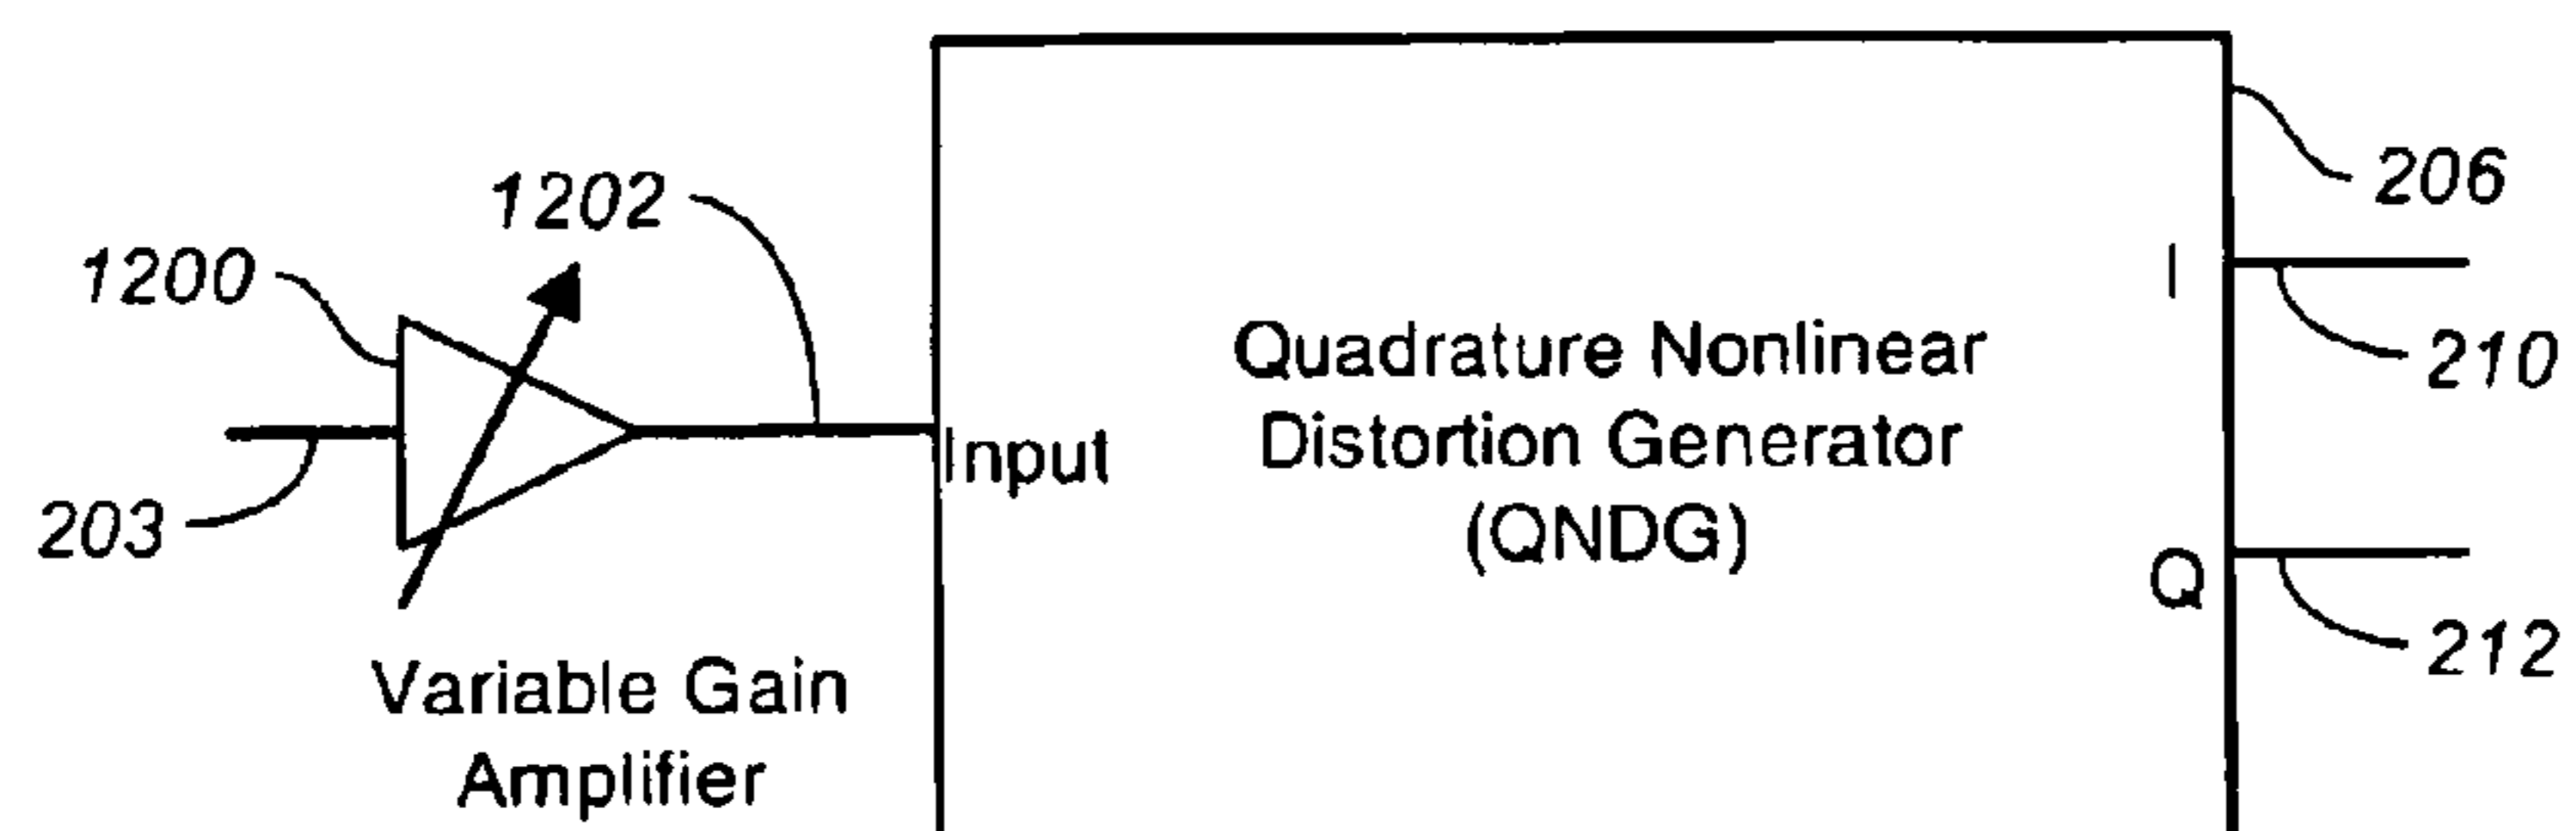 206
1202
1200
I
210
Quadrature Nonlinear
Distortion Generator
(QNDG)
Input
203
Q
212
Variable Gain
Amplifier